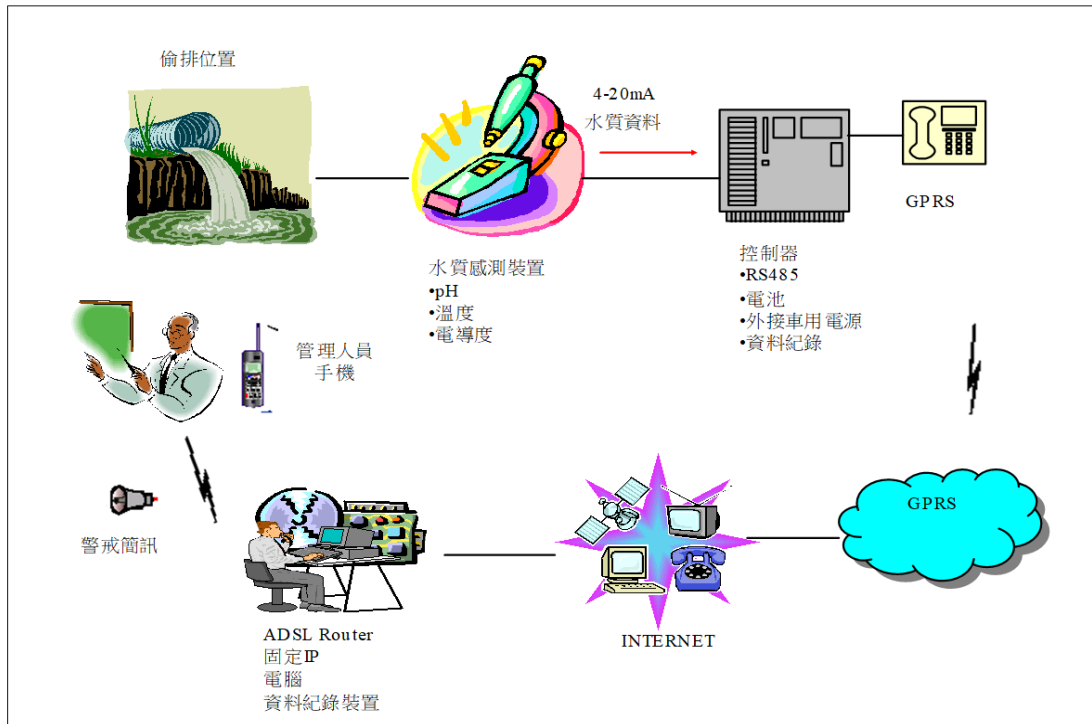 偷排位置
4-20mA
水質資料
GPRS
水質感測裝置
•pH
•溫度
•電導度
控制器
•RS485
•電池
•外接車用電源
•資料紀錄
管理人員
手機
警戒簡訊
ADSL Router
固定IP
電腦
資料紀錄裝置
INTERNET
GPRS